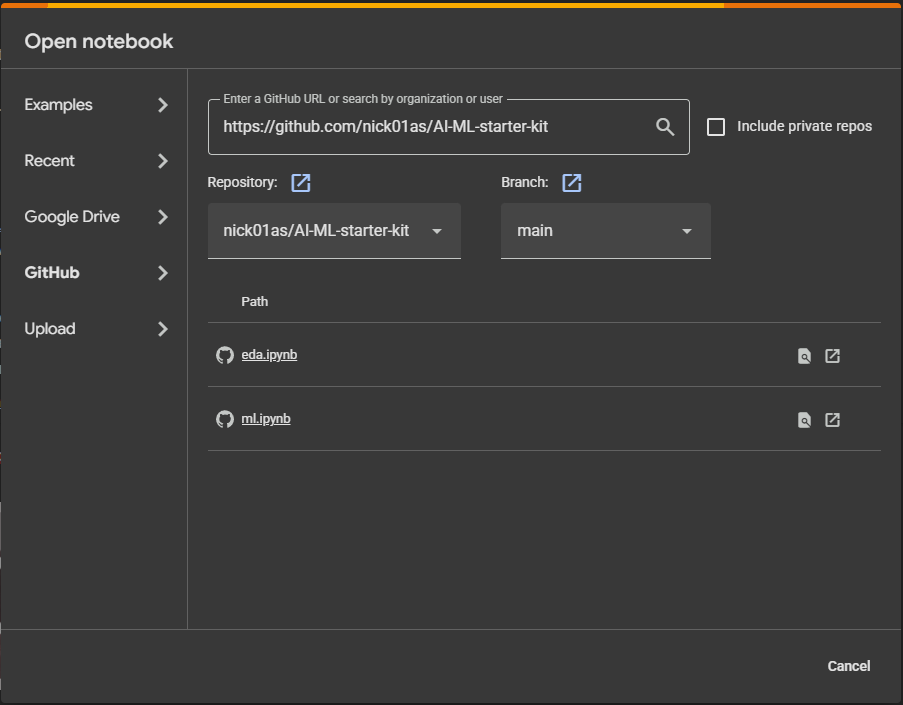 Open notebook
Examples
Recent
Google Drive
GitHub
Upload
Enter a GitHub URL or search by organization or user
https://github.com/nick01as/AI-ML-starter-kit
Include private repos
Repository:
Branch:
nick01as/AI-ML-starter-kit
main
Path
eda.ipynb
ml.ipynb
Cancel